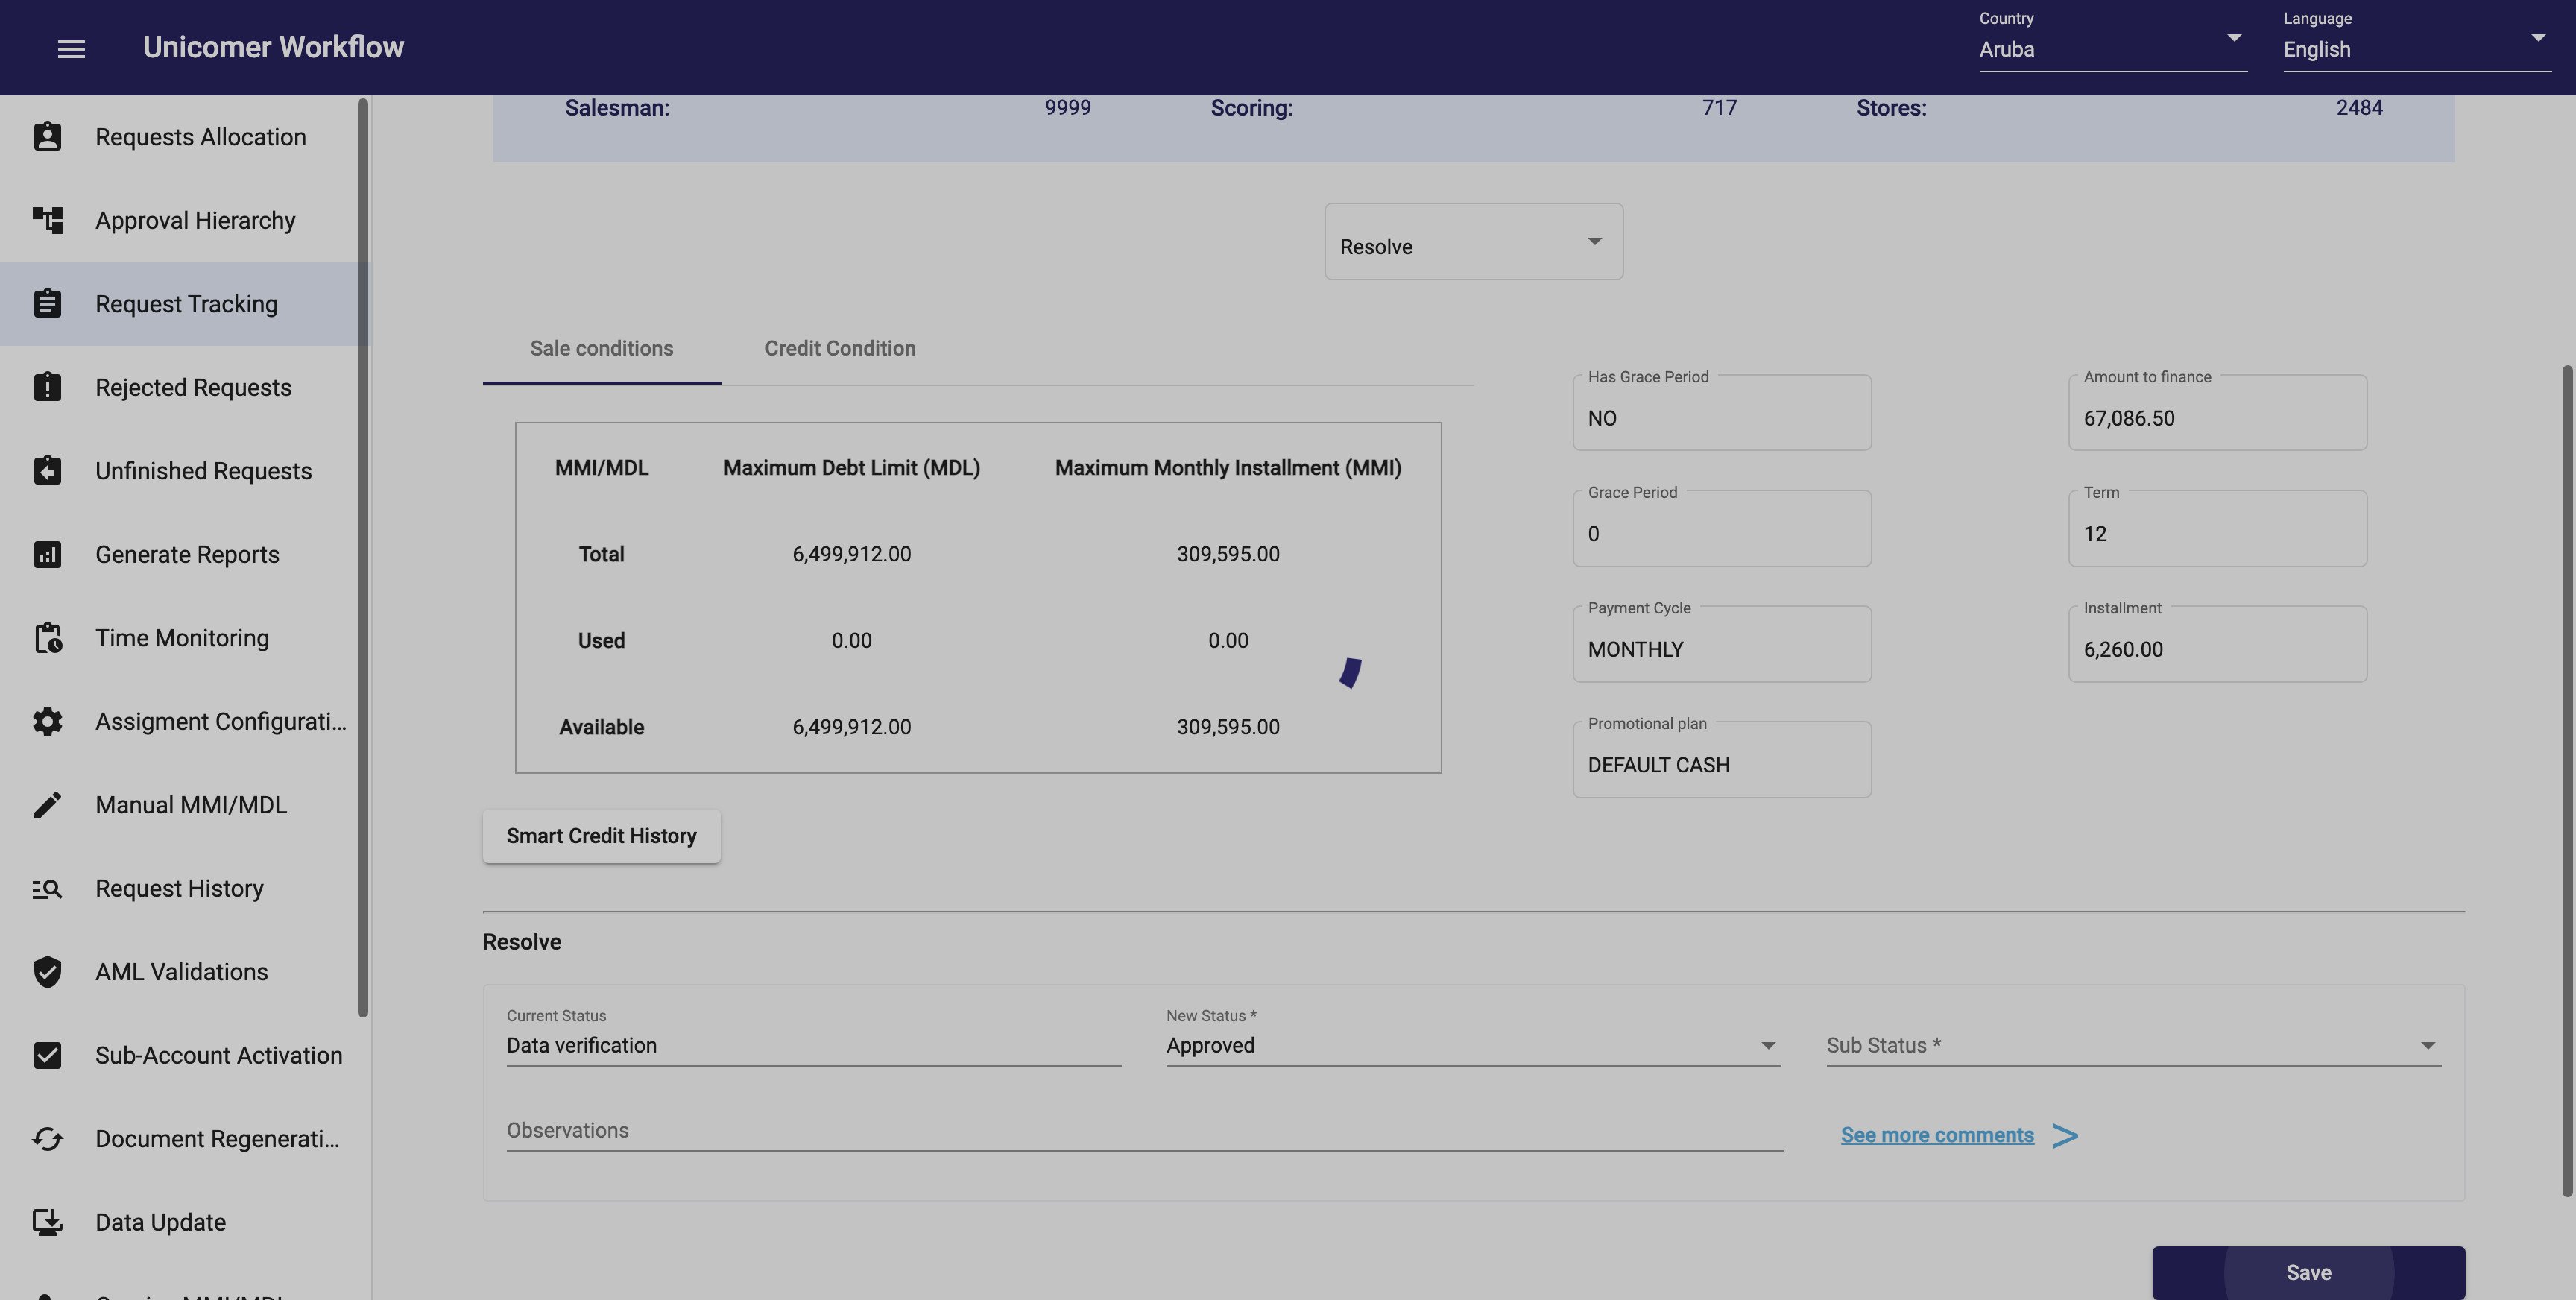 Unicomer Workflow
Country
Aruba
Language
English
Requests Allocation
Approval Hierarchy
Request Tracking
Rejected Requests
Unfinished Requests
Generate Reports
Time Monitoring
Assigment Configurati...
Manual MMI/MDL
Request History
AML Validations
Sub-Account Activation
Document Regenerati...
Data Update
Salesman: 9999 Scoring: 717 Stores: 2484
Resolve
Sale conditions Credit Condition
MMI/MDL Maximum Debt Limit (MDL) Maximum Monthly Installment (MMI)
Total 6,499,912.00 309,595.00
Used 0.00 0.00
Available 6,499,912.00 309,595.00
Has Grace Period
NO
Amount to finance
67,086.50
Grace Period
0
Term
12
Payment Cycle
MONTHLY
Installment
6,260.00
Promotional plan
DEFAULT CASH
Smart Credit History
Resolve
Current Status
Data verification
New Status *
Approved
Sub Status *
Observations
See more comments >
Save